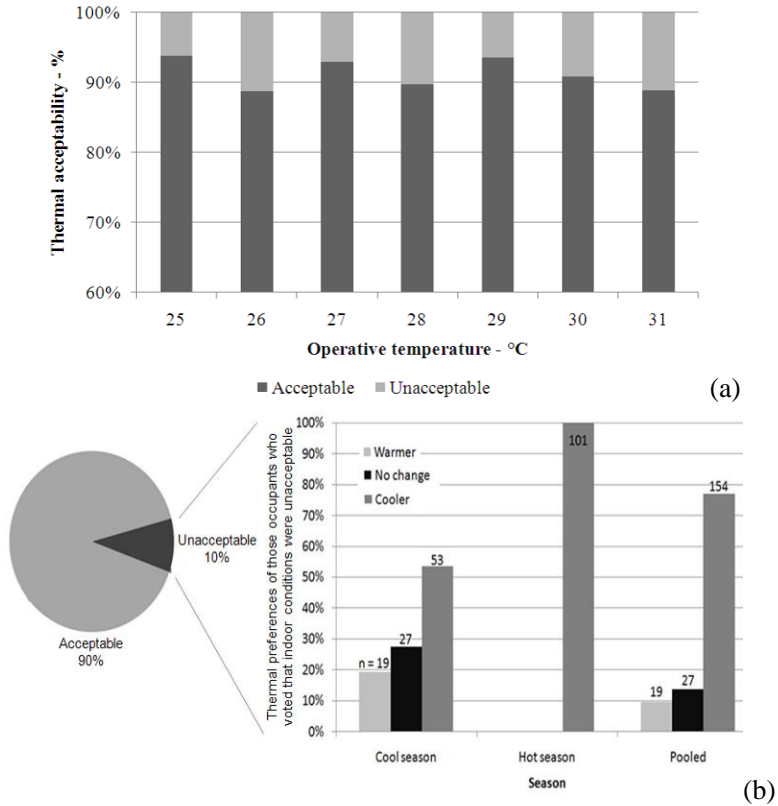 100%
90%
80%
70%
60%
Thermal acceptability - %
25 26 27 28 29 30 31
Operative temperature - °C
Acceptable Unacceptable
(a)
Unacceptable
10%
Acceptable
90%
Thermal preferences of those occupants who
voted that indoor conditions were unacceptable
100%
90%
80%
70%
60%
50%
40%
30%
20%
10%
0%
Warmer
No change
Cooler
n = 19
27
53
101
19
27
154
Cool season Hot season Pooled
Season
(b)